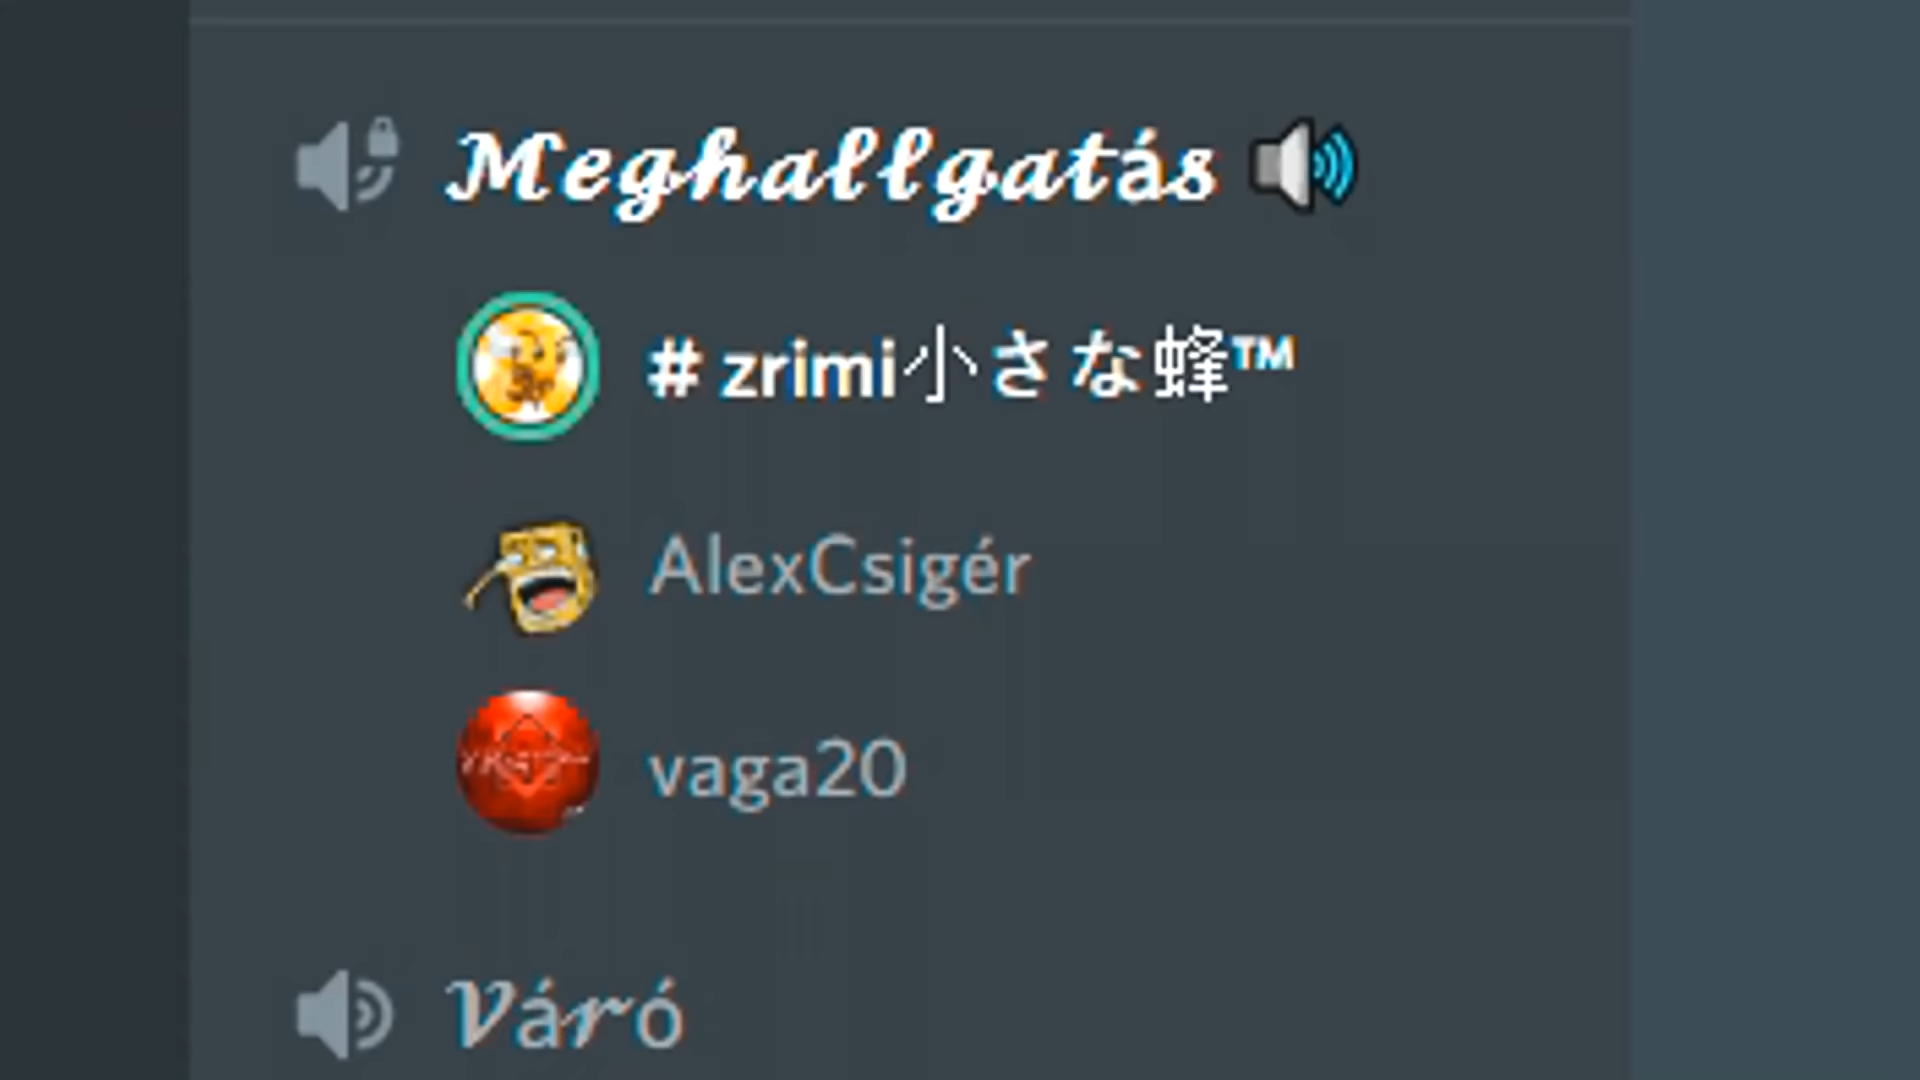 𝓜𝓮𝓰𝓱𝓪𝓵𝓵𝓰𝓪𝓽á𝓼 🔊
# zrimi小さな蜂™
AlexCsigér
vaga20
𝓥á𝓻ó